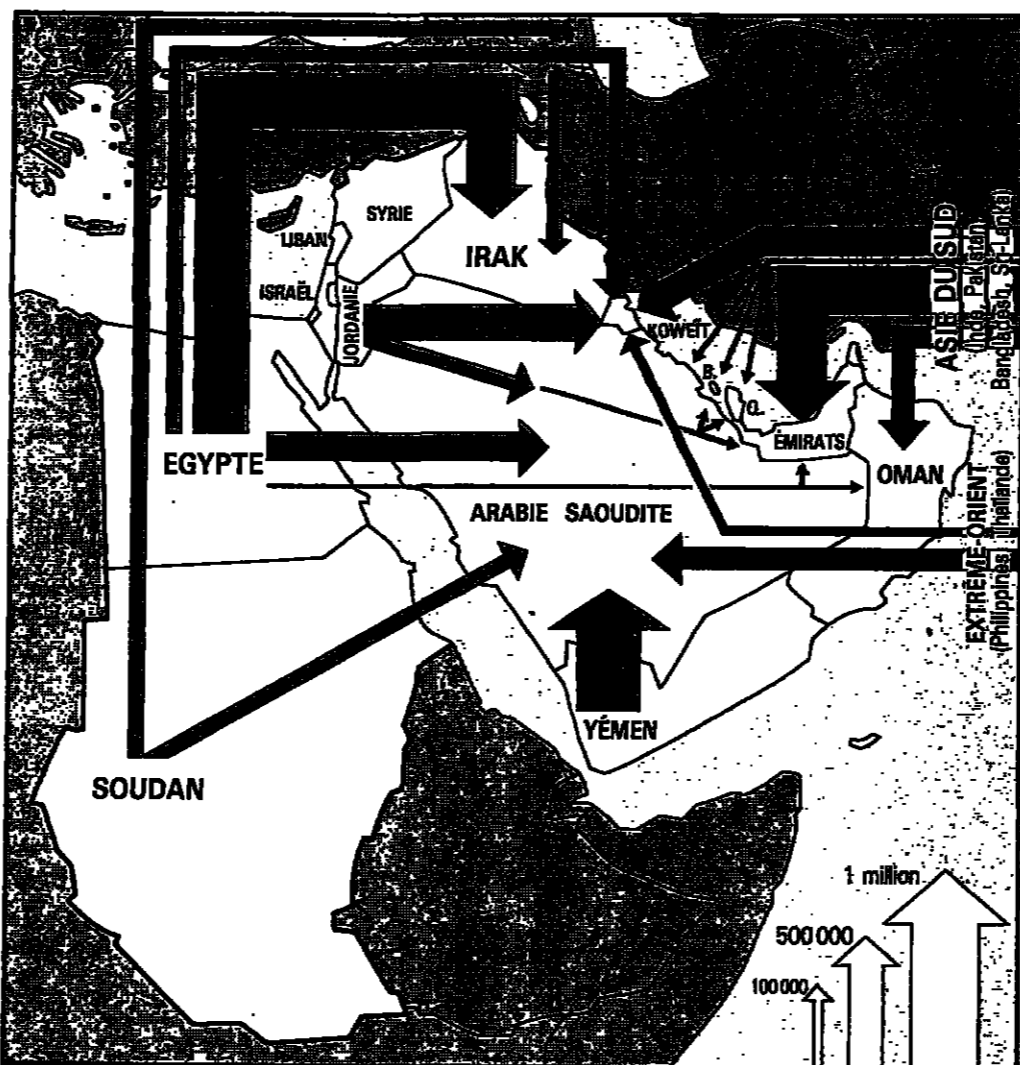 SYRIE
LIBAN
IRAK
ISRAËL
JORDANIE
KOWEÏT
B.
Q.
ÉMIRATS
EGYPTE
OMAN
ARABIE SAOUDITE
YÉMEN
SOUDAN
ASIE DU SUD
(Inde, Pakistan,
Bangladesh, Sri-Lanka)
EXTRÊME-ORIENT
(Philippines, Thaïlande)
1 million
500 000
100 000